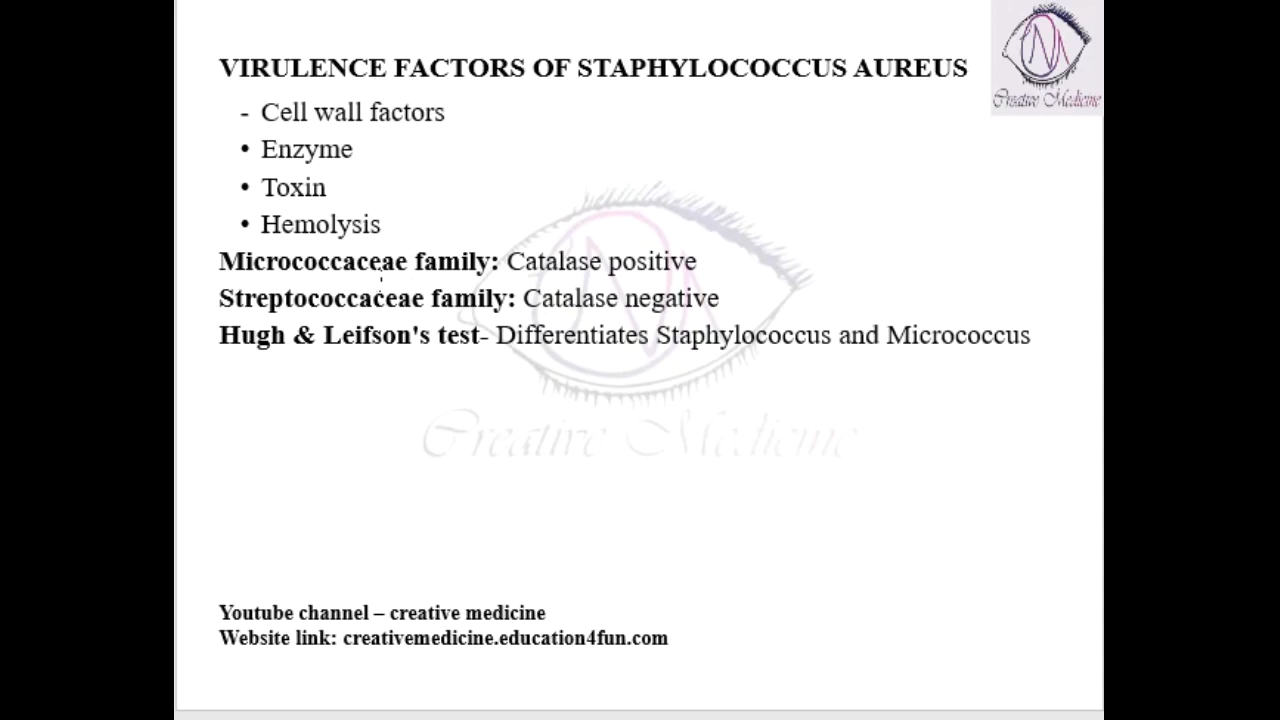 VIRULENCE FACTORS OF STAPHYLOCOCCUS AUREUS
- Cell wall factors
• Enzyme
• Toxin
• Hemolysis
Micrococcaceae family: Catalase positive
Streptococcaceae family: Catalase negative
Hugh & Leifson's test- Differentiates Staphylococcus and Micrococcus
Creative Medicine
Creative Medicine
Youtube channel – creative medicine
Website link: creativemedicine.education4fun.com